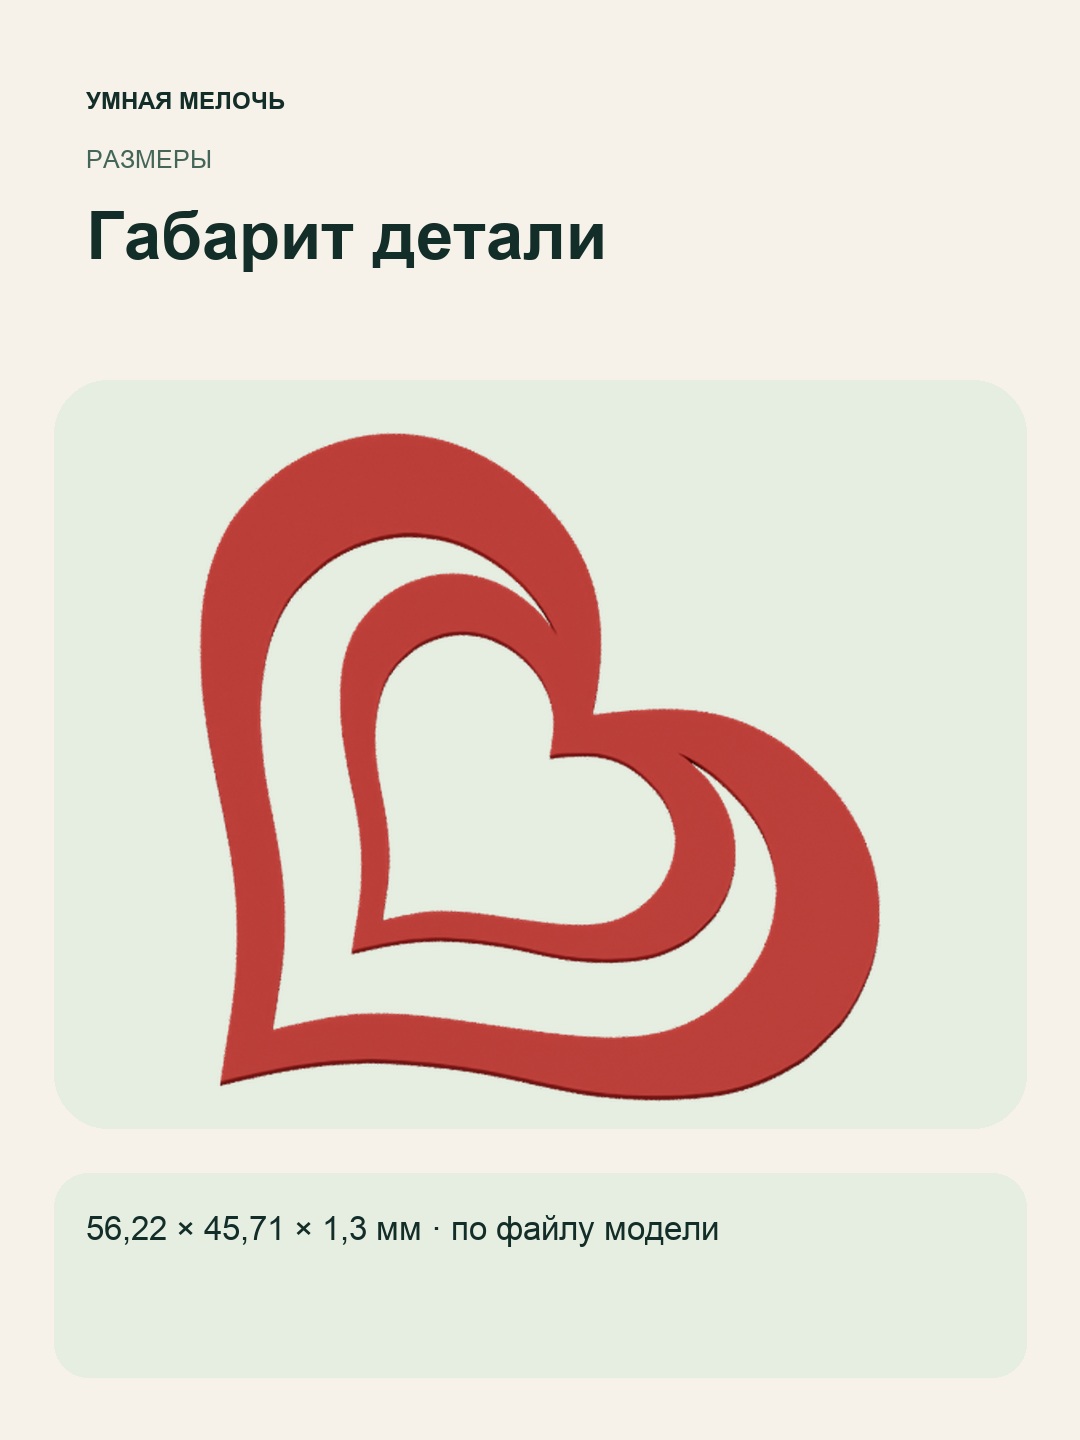 УМНАЯ МЕЛОЧЬ
РАЗМЕРЫ
Габарит детали
56,22 × 45,71 × 1,3 мм · по файлу модели